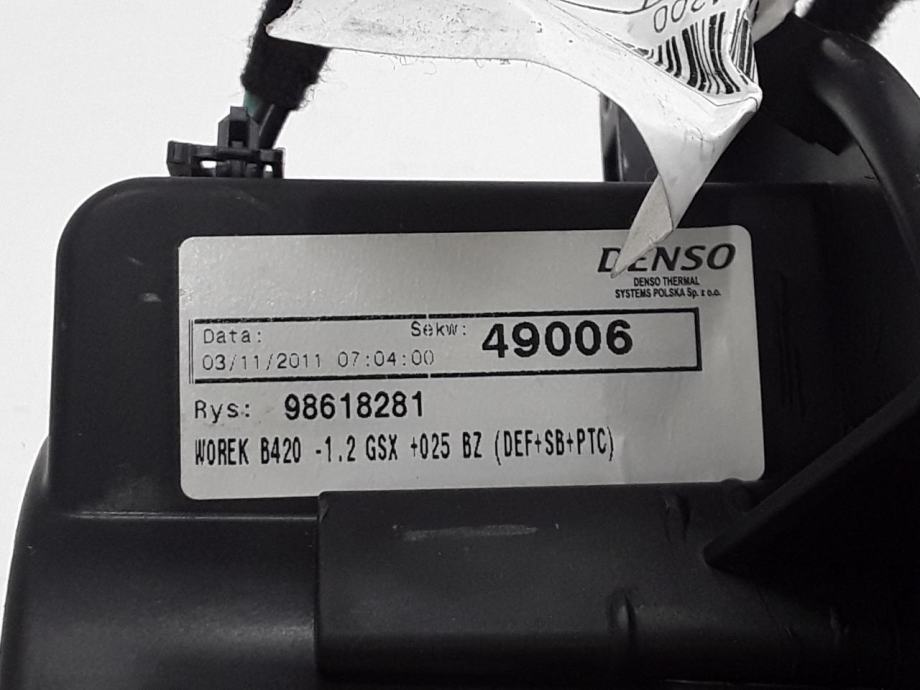 DENSO
DENSO THERMAL
SYSTEMS POLSKA Sp. z o.o.
Data: Sekw: 49006
03/11/2011 07:04:00
Rys: 98618281
WOREK B420 -1.2 GSX +025 BZ (DEF+SB+PTC)